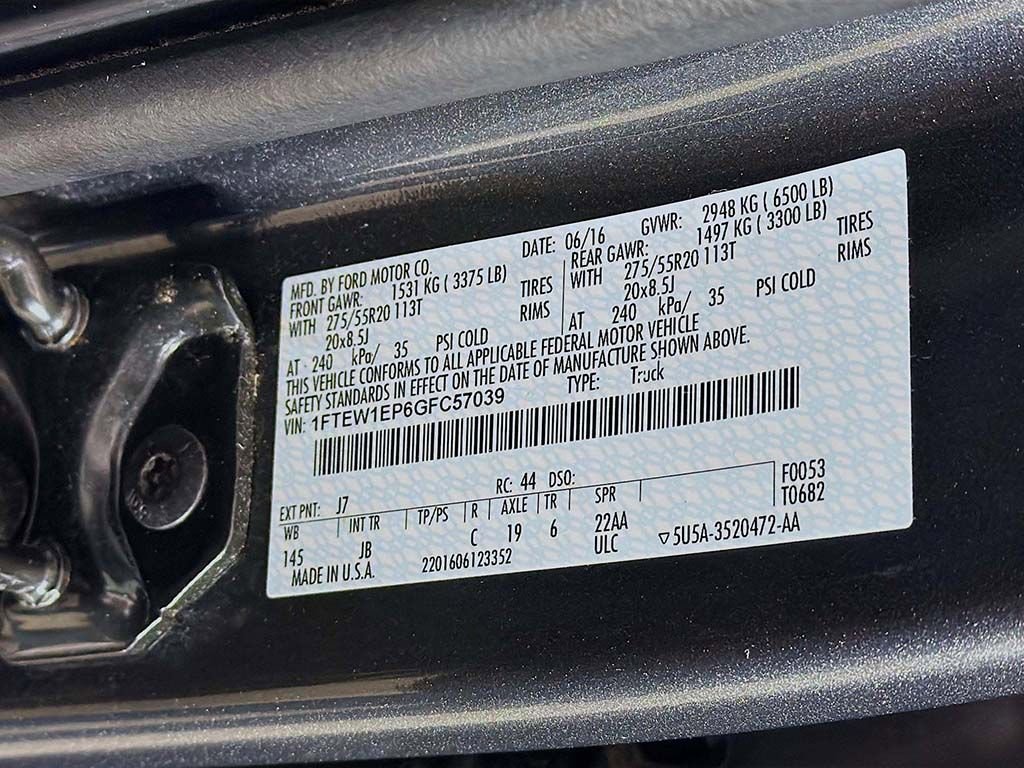 MFD. BY FORD MOTOR CO. DATE: 06/16 GVWR: 2948 KG ( 6500 LB)
FRONT GAWR: 1531 KG ( 3375 LB) REAR GAWR: 1497 KG ( 3300 LB)
WITH 275/55R20 113T TIRES WITH 275/55R20 113T TIRES
20x8.5J RIMS 20x8.5J RIMS
AT 240 kPa/ 35 PSI COLD AT 240 kPa/ 35 PSI COLD
THIS VEHICLE CONFORMS TO ALL APPLICABLE FEDERAL MOTOR VEHICLE
SAFETY STANDARDS IN EFFECT ON THE DATE OF MANUFACTURE SHOWN ABOVE.
VIN: 1FTEW1EP6GFC57039 TYPE: Truck
EXT PNT: J7 RC: 44 DSO: F0053
WB INT TR TP/PS R AXLE TR SPR T0682
145 JB C 19 6 22AA
MADE IN U.S.A. 2201606123352 ULC ▽5U5A-3520472-AA